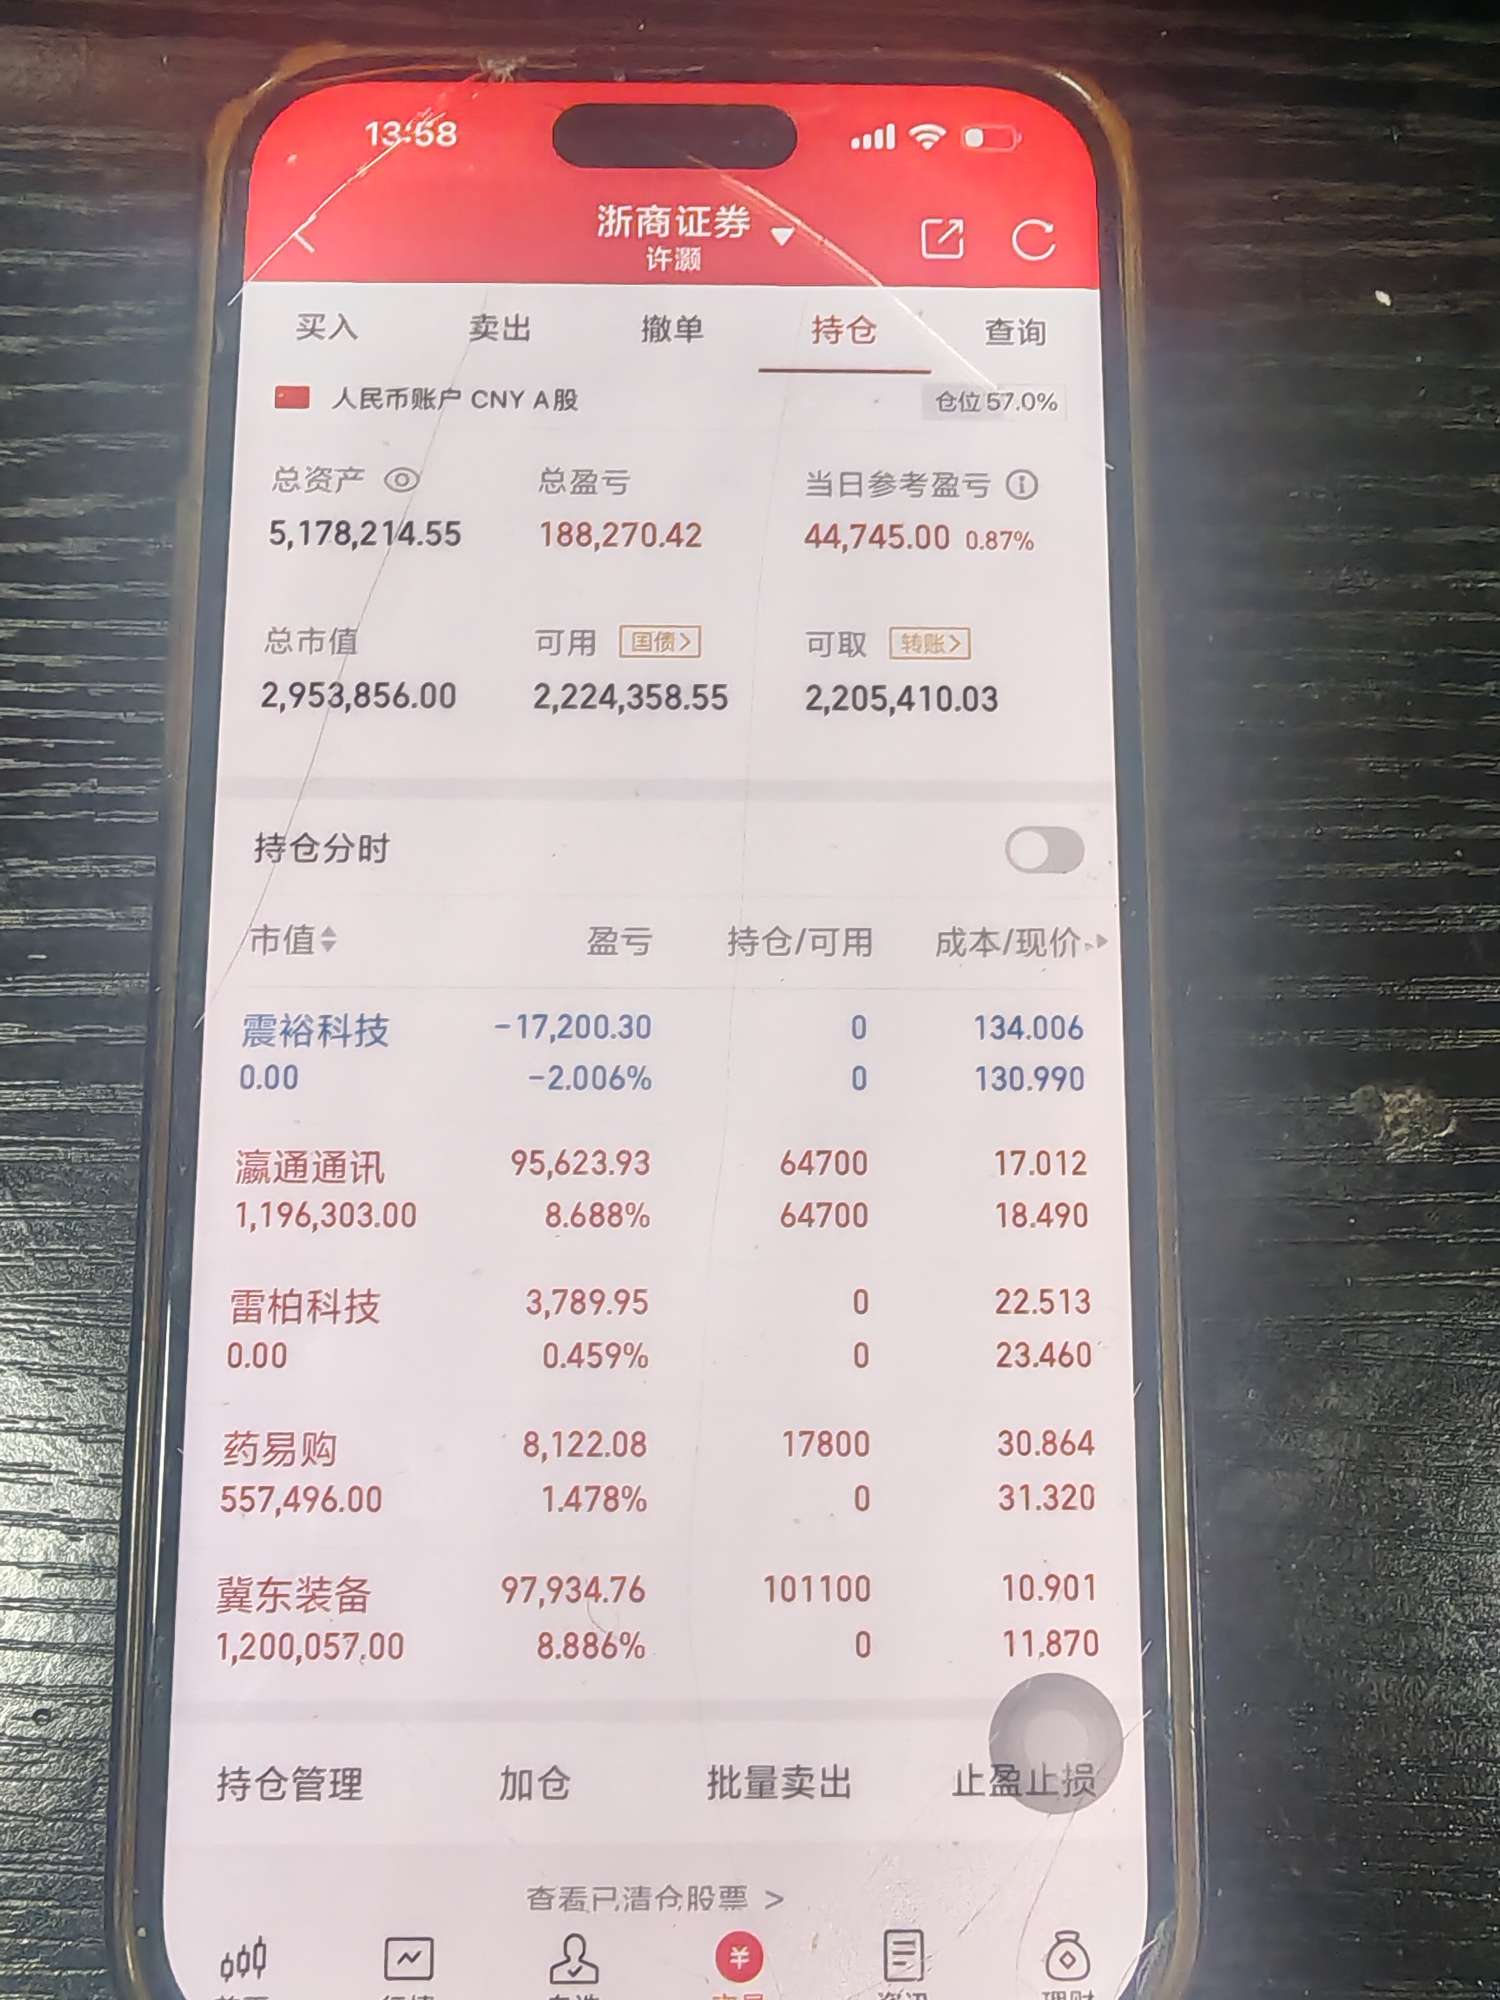 13:58
浙商证券
许灏
买入 卖出 撤单 持仓 查询
人民币账户 CNY A股 仓位57.0%
总资产 总盈亏 当日参考盈亏
5,178,214.55 188,270.42 44,745.00 0.87%
总市值 可用 国债> 可取 转账>
2,953,856.00 2,224,358.55 2,205,410.03
持仓分时
市值 盈亏 持仓/可用 成本/现价
震裕科技 -17,200.30 0 134.006
0.00 -2.006% 0 130.990
瀛通通讯 95,623.93 64700 17.012
1,196,303.00 8.688% 64700 18.490
雷柏科技 3,789.95 0 22.513
0.00 0.459% 0 23.460
药易购 8,122.08 17800 30.864
557,496.00 1.478% 0 31.320
冀东装备 97,934.76 101100 10.901
1,200,057.00 8.886% 0 11.870
持仓管理 加仓 批量卖出 止盈止损
查看已清仓股票 >